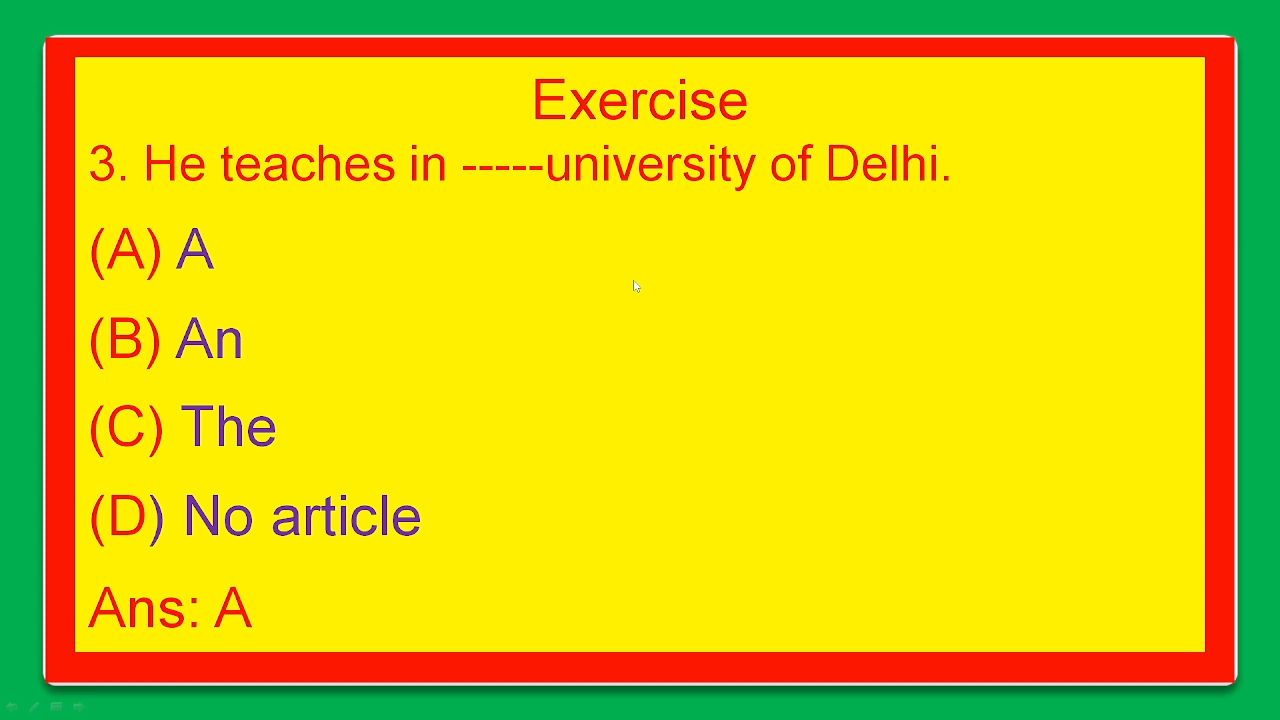 Exercise
3. He teaches in -----university of Delhi.
(A) A
(B) An
(C) The
(D) No article
Ans: A